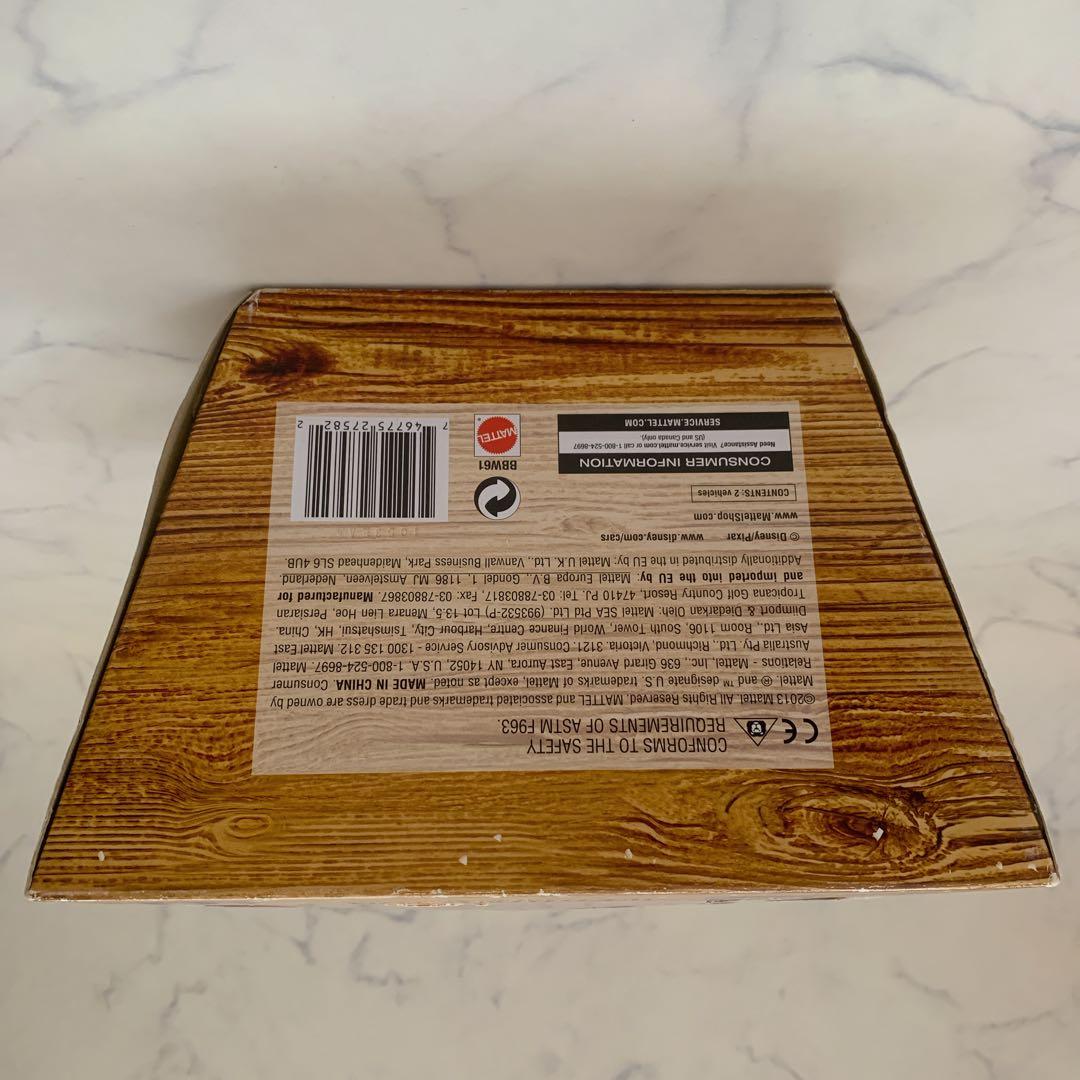 CONFORMS TO THE SAFETY
REQUIREMENTS OF ASTM F963.
CE
©2013 Mattel. All Rights Reserved. MATTEL and associated trademarks and trade dress are owned by
Mattel. ® and ™ designate U.S. trademarks of Mattel, except as noted. MADE IN CHINA. Consumer
Relations - Mattel, Inc., 636 Girard Avenue, East Aurora, NY 14052, U.S.A. 1-800-524-8697. Mattel
Australia Pty. Ltd., Richmond, Victoria. 3121. Consumer Advisory Service - 1300 135 312. Mattel East
Asia Ltd., Room 1106, South Tower, World Finance Centre, Harbour City, Tsimshatsui, HK, China.
Diimport & Diedarkan Oleh: Mattel SEA Ptd Ltd. (993532-P) Lot 13.5, Menara Lien Hoe, Persiaran
Tropicana Golf Country Resort, 47410 PJ. Tel: 03-78803817, Fax: 03-78803867. Manufactured for
and imported into the EU by: Mattel Europa B.V., Gondel 1, 1186 MJ Amstelveen, Nederland.
Additionally distributed in the EU by: Mattel U.K. Ltd., Vanwall Business Park, Maidenhead SL6 4UB.
© Disney/Pixar www.disney.com/cars
www.MattelShop.com
CONTENTS: 2 vehicles
CONSUMER INFORMATION
Need Assistance? Visit service.mattel.com or call 1-800-524-8697
(US and Canada only).
SERVICE.MATTEL.COM
BBW61
MATTEL
7 46775 27582 2